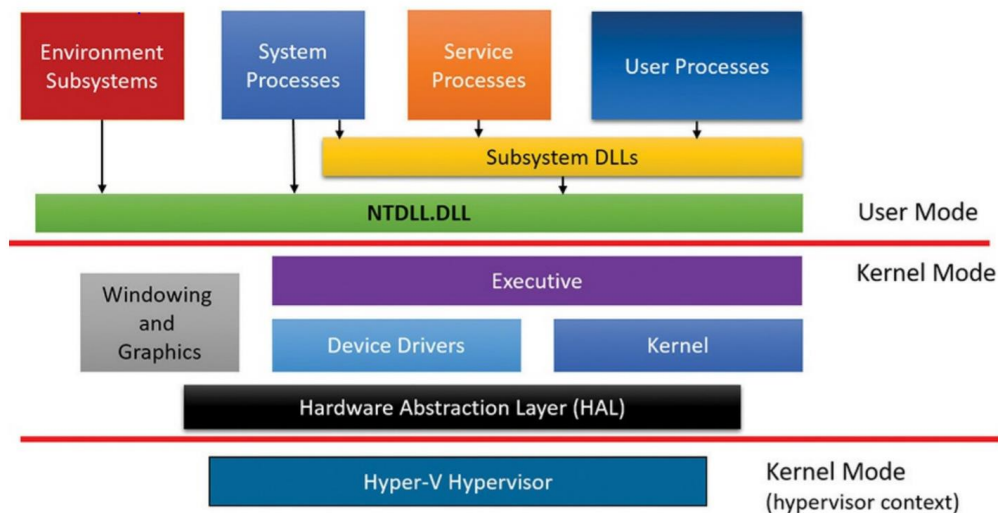 Environment
Subsystems
System
Processes
Service
Processes
User Processes
Subsystem DLLs
NTDLL.DLL
User Mode
Kernel Mode
Executive
Windowing
and
Graphics
Device Drivers
Kernel
Hardware Abstraction Layer (HAL)
Hyper-V Hypervisor
Kernel Mode
(hypervisor context)